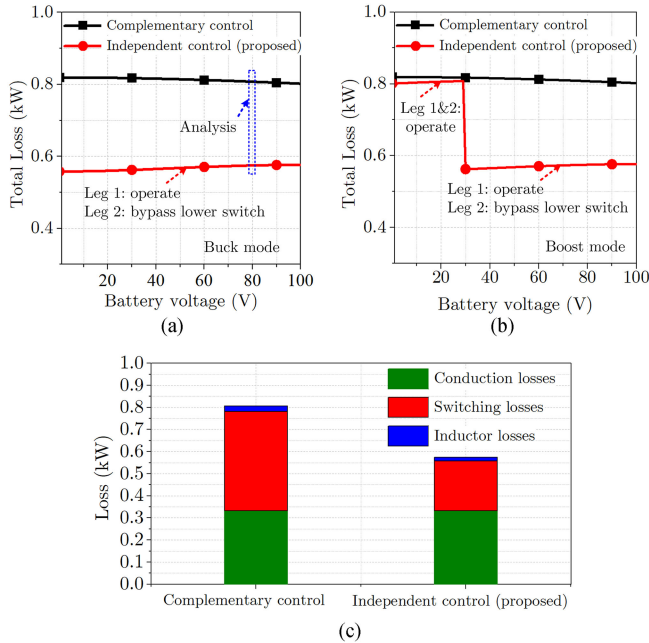 Complementary control
Independent control (proposed)
1.0
0.8
0.6
0.4
Total Loss (kW)
Analysis
Leg 1: operate
Leg 2: bypass lower switch
Buck mode
20 40 60 80 100
Battery voltage (V)
(a)
Complementary control
Independent control (proposed)
1.0
0.8
0.6
0.4
Total Loss (kW)
Leg 1&2:
operate
Leg 1: operate
Leg 2: bypass lower switch
Boost mode
20 40 60 80 100
Battery voltage (V)
(b)
1.0
0.9
0.8
0.7
0.6
0.5
0.4
0.3
0.2
0.1
0.0
Loss (kW)
Conduction losses
Switching losses
Inductor losses
Complementary control Independent control (proposed)
(c)